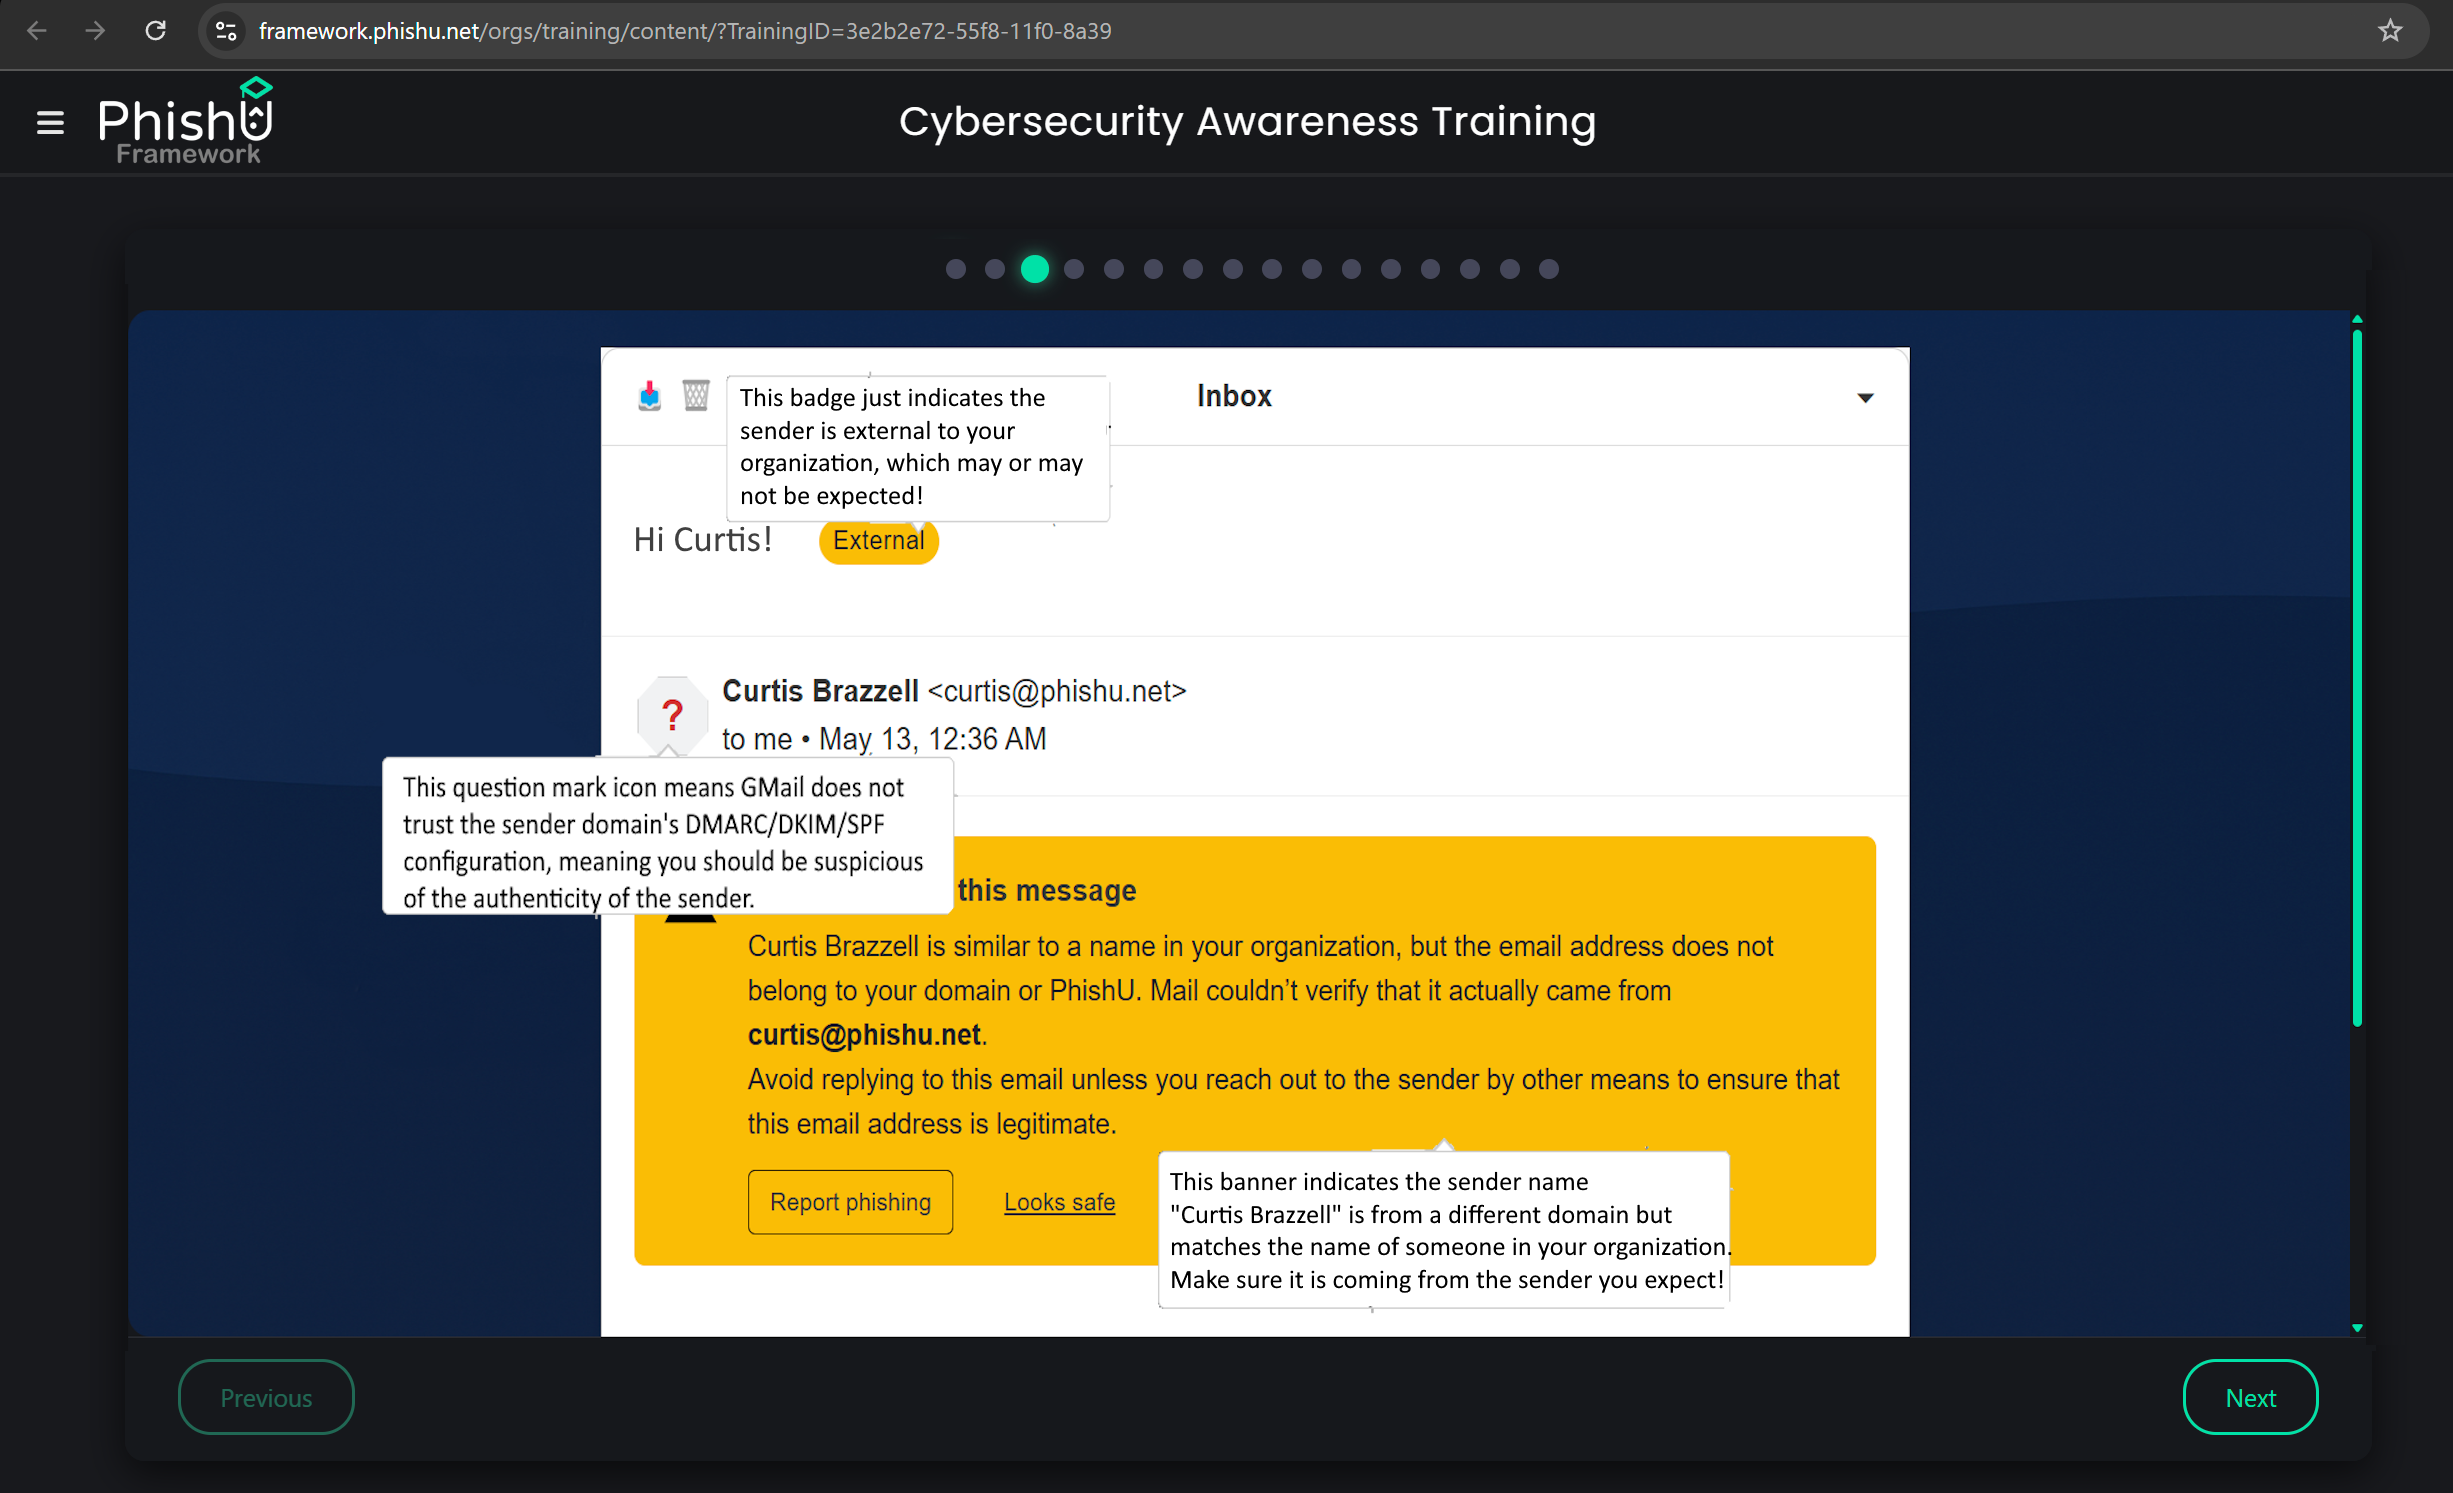 framework.phishu.net/orgs/training/content/?TrainingID=3e2b2e72-55f8-11f0-8a39
PhishU
Framework
Cybersecurity Awareness Training
Inbox
This badge just indicates the
sender is external to your
organization, which may or may
not be expected!
Hi Curtis!
External
?
Curtis Brazzell <curtis@phishu.net>
to me • May 13, 12:36 AM
This question mark icon means GMail does not
trust the sender domain's DMARC/DKIM/SPF
configuration, meaning you should be suspicious
of the authenticity of the sender.
this message
Curtis Brazzell is similar to a name in your organization, but the email address does not
belong to your domain or PhishU. Mail couldn't verify that it actually came from
curtis@phishu.net.
Avoid replying to this email unless you reach out to the sender by other means to ensure that
this email address is legitimate.
Report phishing
Looks safe
This banner indicates the sender name
"Curtis Brazzell" is from a different domain but
matches the name of someone in your organization.
Make sure it is coming from the sender you expect!
Previous
Next